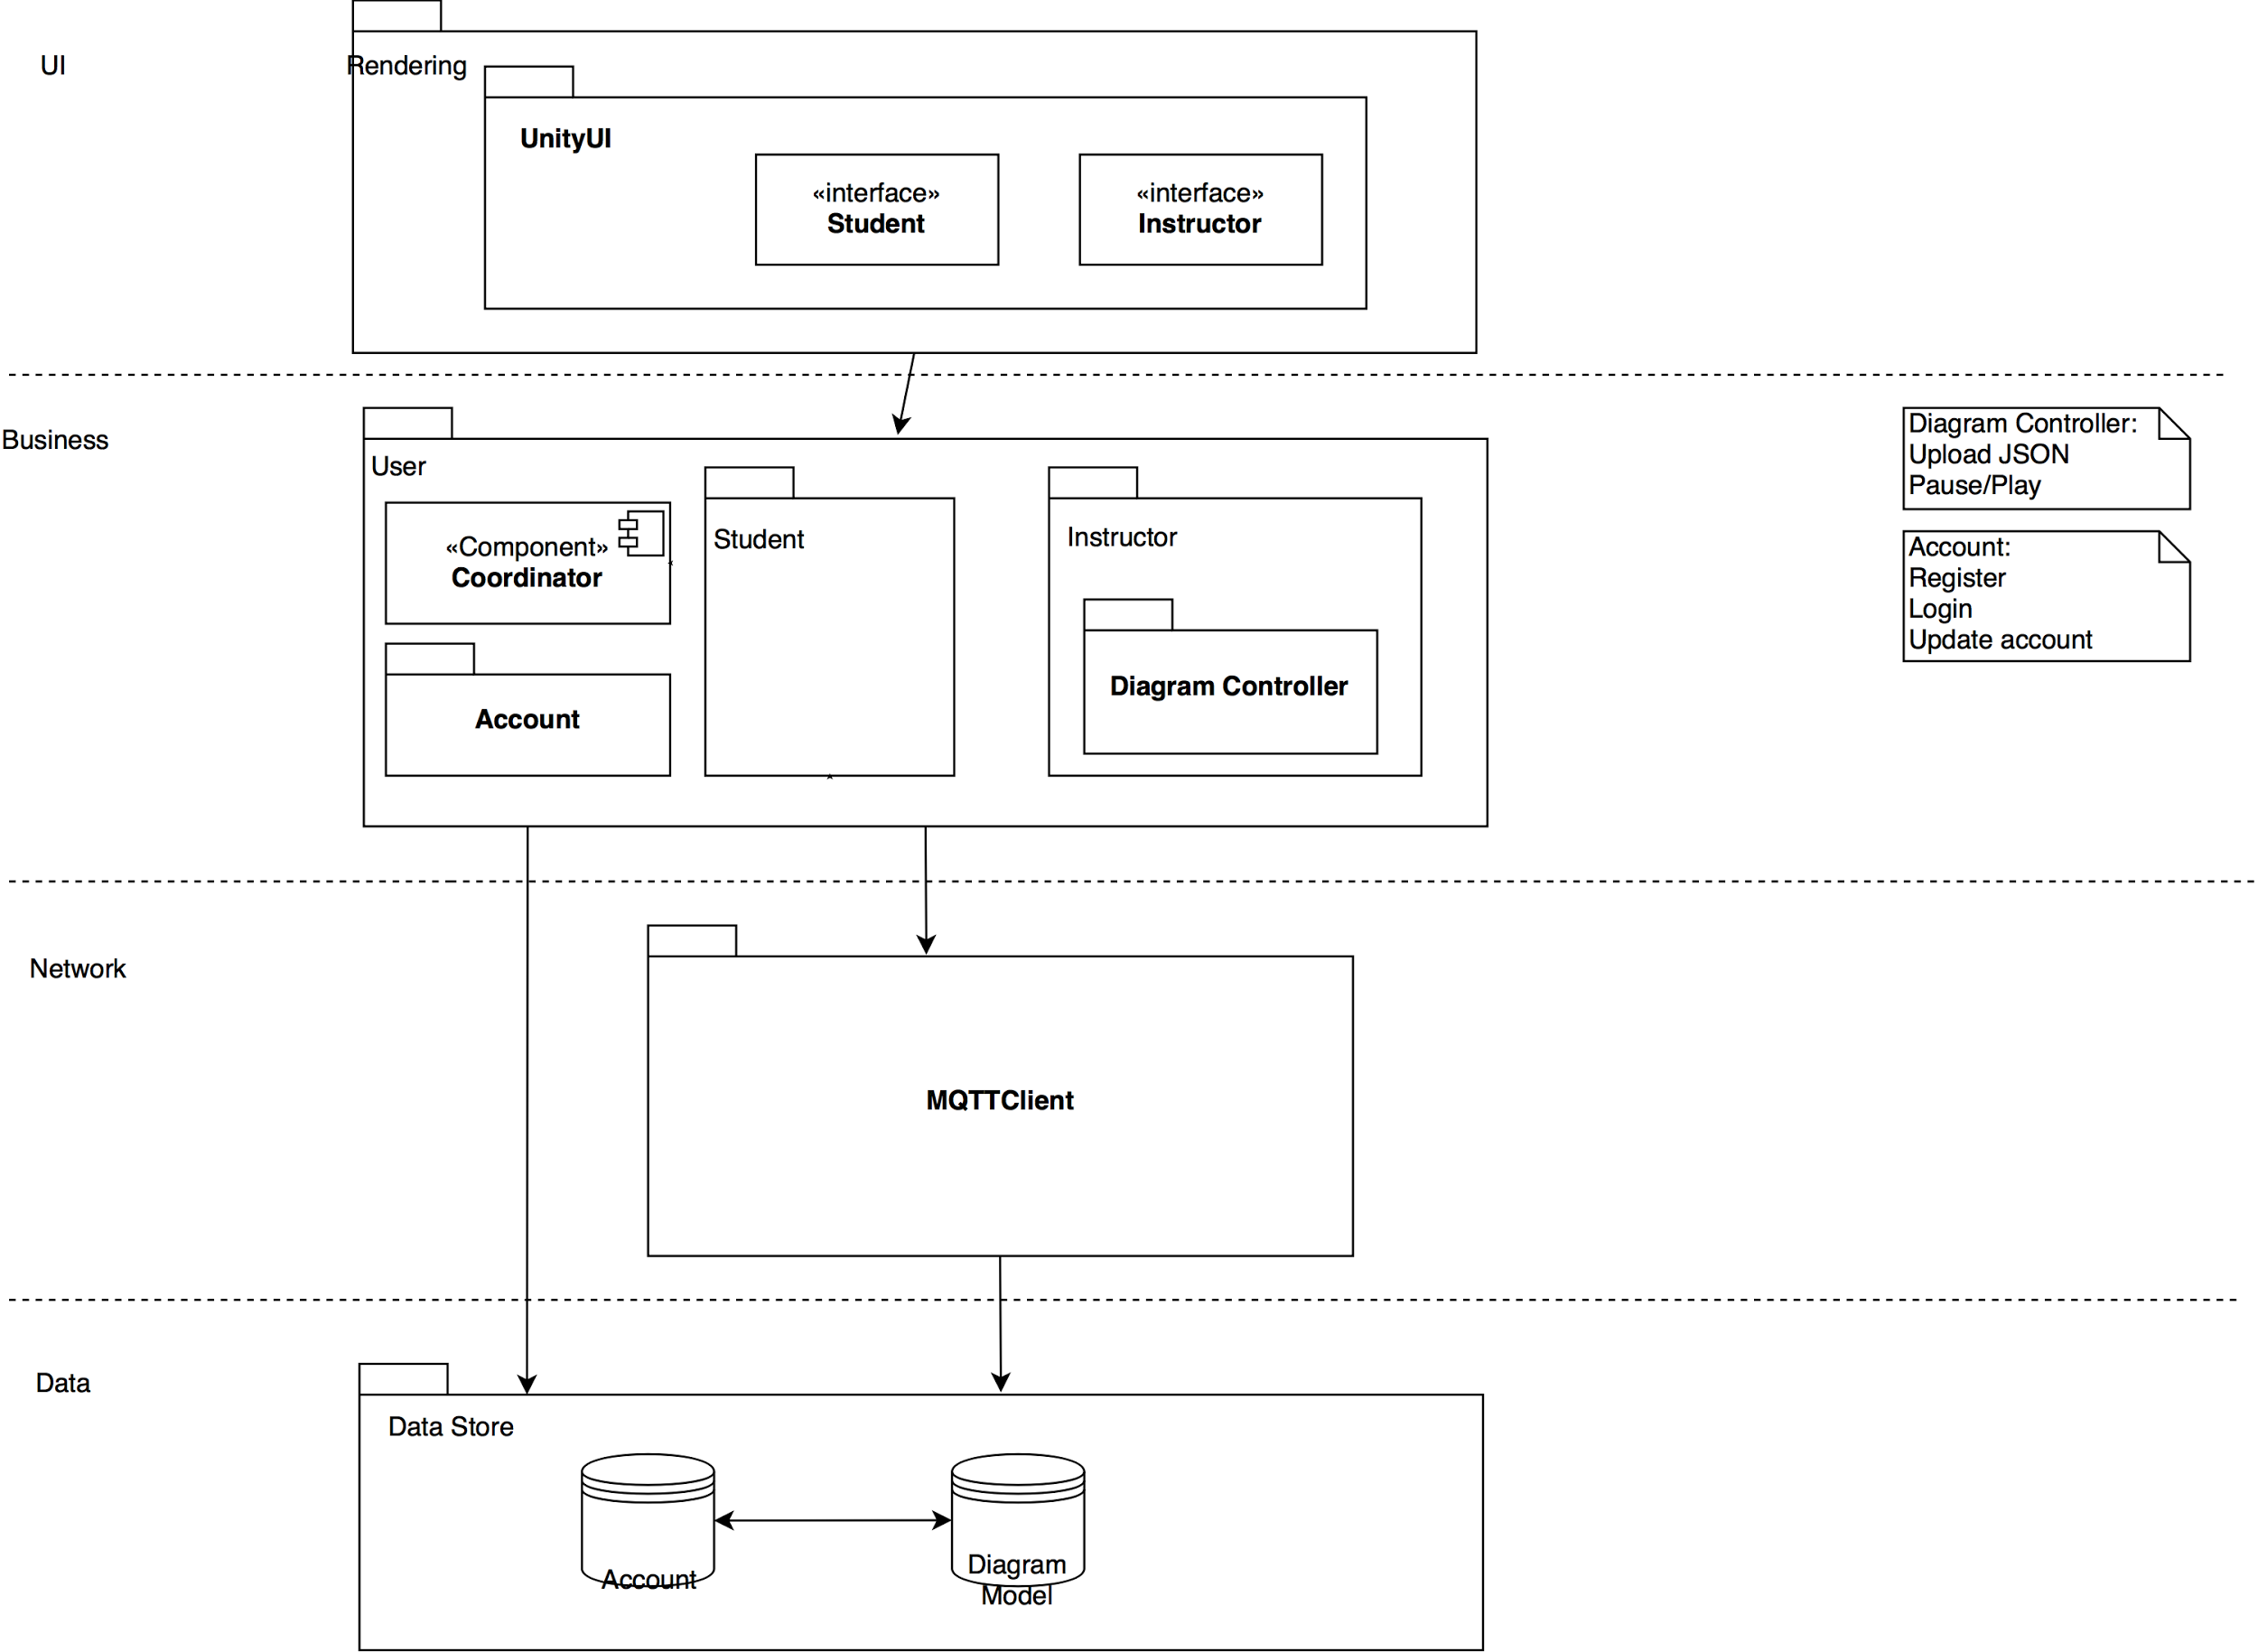 UI
Rendering
UnityUI
«interface»
Student
«interface»
Instructor
Business
User
«Component»
Coordinator
Account
Student
Instructor
Diagram Controller
Diagram Controller:
Upload JSON
Pause/Play
Account:
Register
Login
Update account
Network
MQTTClient
Data
Data Store
Account
Diagram
Model